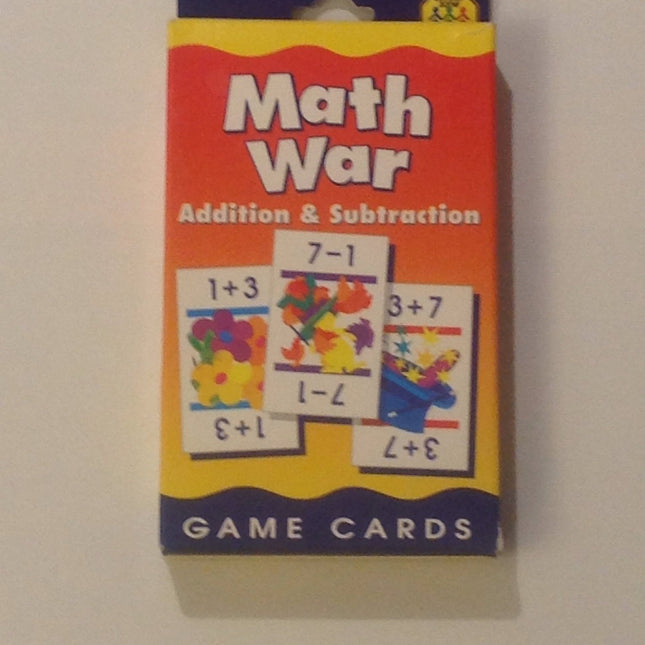 Math
War
Addition & Subtraction
7-1
1+3
3+7
7-1
1+3
3+7
GAME CARDS